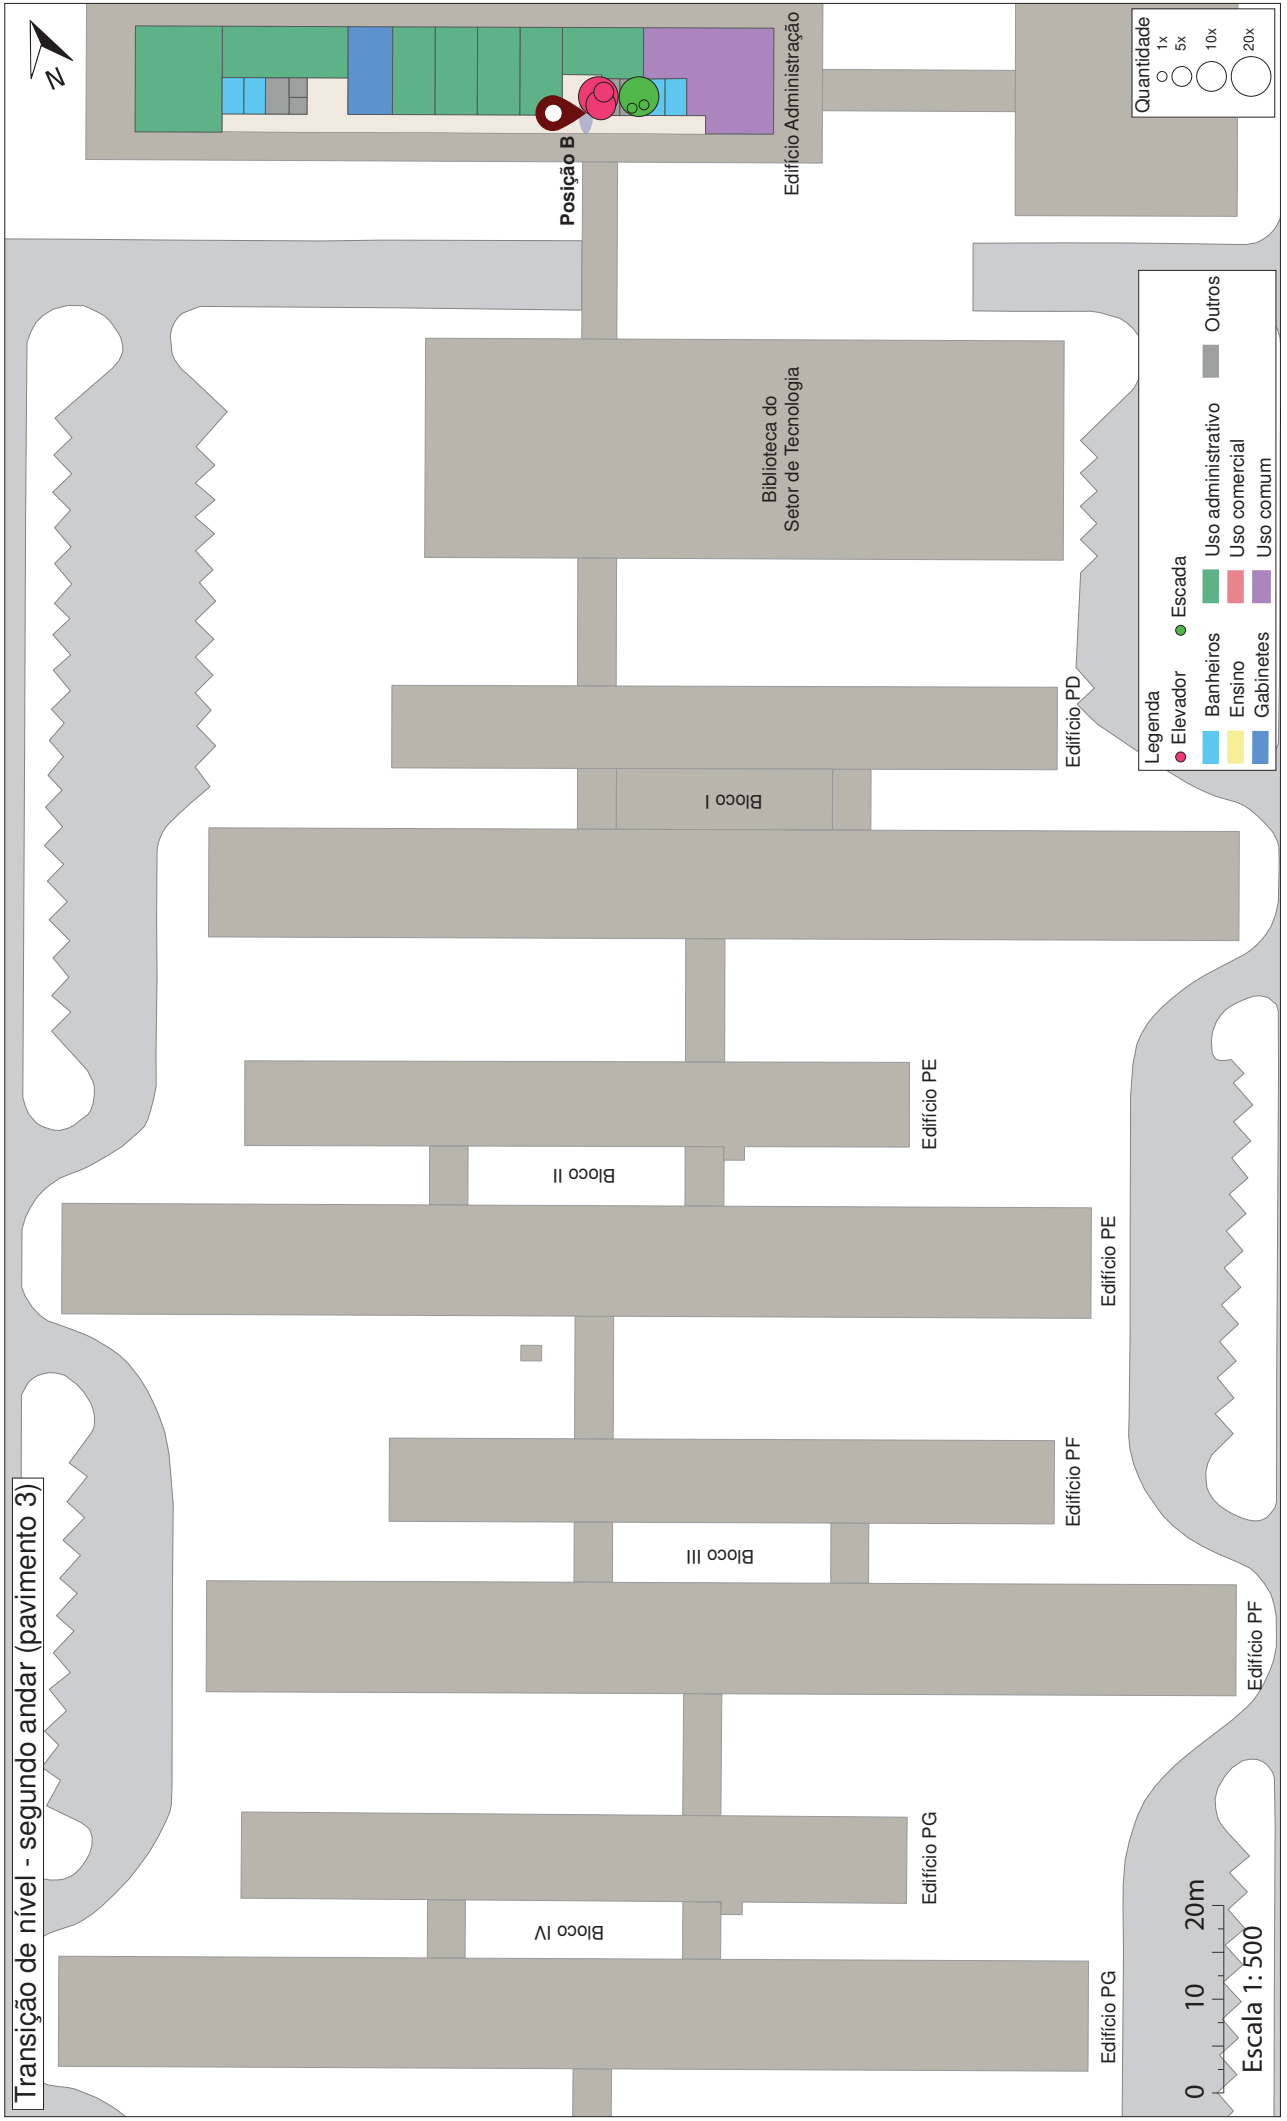 Transição de nível - segundo andar (pavimento 3)
N
Posição B
Edifício Administração
Biblioteca do
Setor de Tecnologia
Edifício PD
Bloco I
Edifício PE
Bloco II
Edifício PE
Edifício PF
Bloco III
Edifício PF
Edifício PG
Bloco IV
Edifício PG
Quantidade
1x
5x
10x
20x
Legenda
Elevador
Escada
Banheiros
Uso administrativo
Outros
Ensino
Uso comercial
Gabinetes
Uso comum
0 10 20m
Escala 1: 500